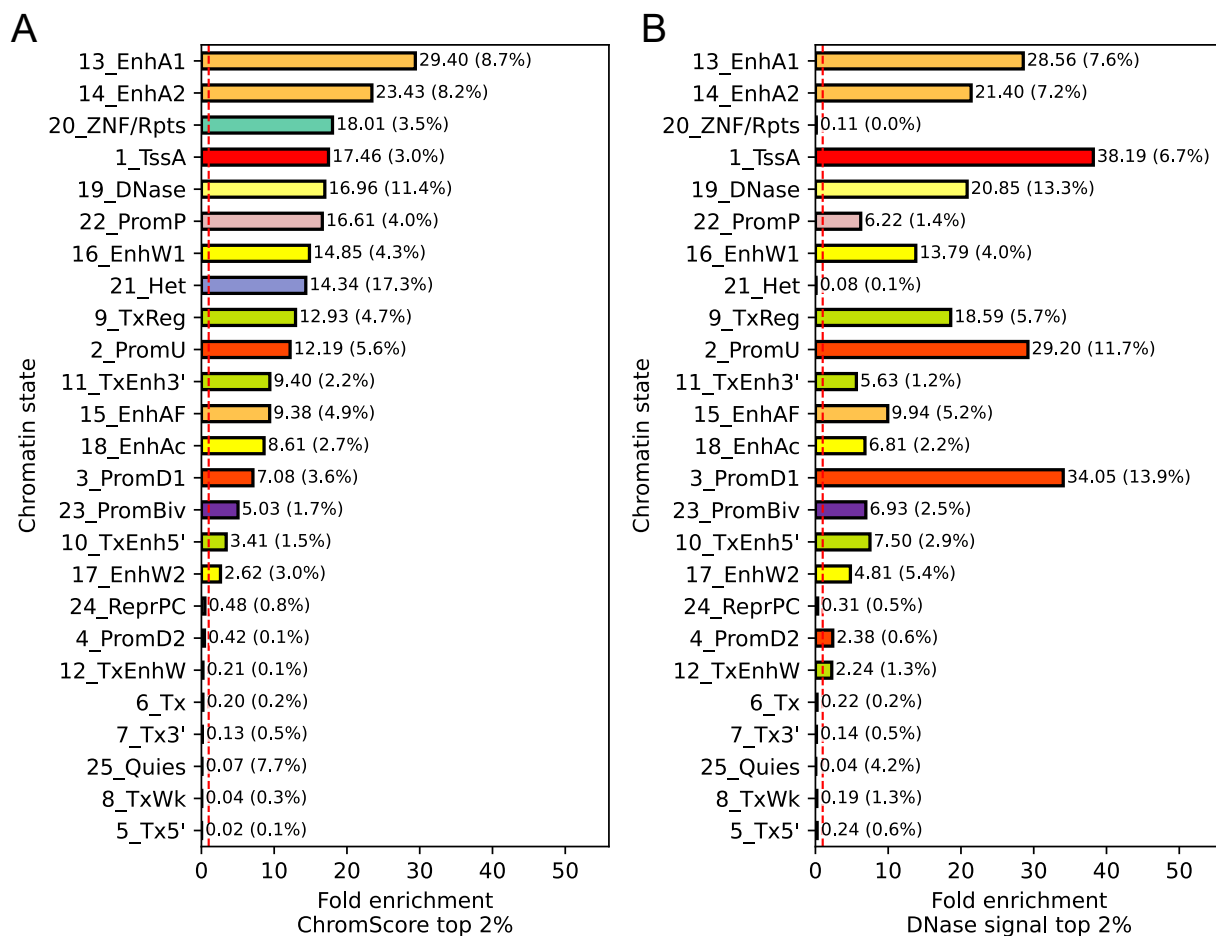 A
Chromatin state
13_EnhA1 29.40 (8.7%)
14_EnhA2 23.43 (8.2%)
20_ZNF/Rpts 18.01 (3.5%)
1_TssA 17.46 (3.0%)
19_DNase 16.96 (11.4%)
22_PromP 16.61 (4.0%)
16_EnhW1 14.85 (4.3%)
21_Het 14.34 (17.3%)
9_TxReg 12.93 (4.7%)
2_PromU 12.19 (5.6%)
11_TxEnh3' 9.40 (2.2%)
15_EnhAF 9.38 (4.9%)
18_EnhAc 8.61 (2.7%)
3_PromD1 7.08 (3.6%)
23_PromBiv 5.03 (1.7%)
10_TxEnh5' 3.41 (1.5%)
17_EnhW2 2.62 (3.0%)
24_ReprPC 0.48 (0.8%)
4_PromD2 0.42 (0.1%)
12_TxEnhW 0.21 (0.1%)
6_Tx 0.20 (0.2%)
7_Tx3' 0.13 (0.5%)
25_Quies 0.07 (7.7%)
8_TxWk 0.04 (0.3%)
5_Tx5' 0.02 (0.1%)
0 10 20 30 40 50
Fold enrichment
ChromScore top 2%
B
Chromatin state
13_EnhA1 28.56 (7.6%)
14_EnhA2 21.40 (7.2%)
20_ZNF/Rpts 0.11 (0.0%)
1_TssA 38.19 (6.7%)
19_DNase 20.85 (13.3%)
22_PromP 6.22 (1.4%)
16_EnhW1 13.79 (4.0%)
21_Het 0.08 (0.1%)
9_TxReg 18.59 (5.7%)
2_PromU 29.20 (11.7%)
11_TxEnh3' 5.63 (1.2%)
15_EnhAF 9.94 (5.2%)
18_EnhAc 6.81 (2.2%)
3_PromD1 34.05 (13.9%)
23_PromBiv 6.93 (2.5%)
10_TxEnh5' 7.50 (2.9%)
17_EnhW2 4.81 (5.4%)
24_ReprPC 0.31 (0.5%)
4_PromD2 2.38 (0.6%)
12_TxEnhW 2.24 (1.3%)
6_Tx 0.22 (0.2%)
7_Tx3' 0.14 (0.5%)
25_Quies 0.04 (4.2%)
8_TxWk 0.19 (1.3%)
5_Tx5' 0.24 (0.6%)
0 10 20 30 40 50
Fold enrichment
DNase signal top 2%